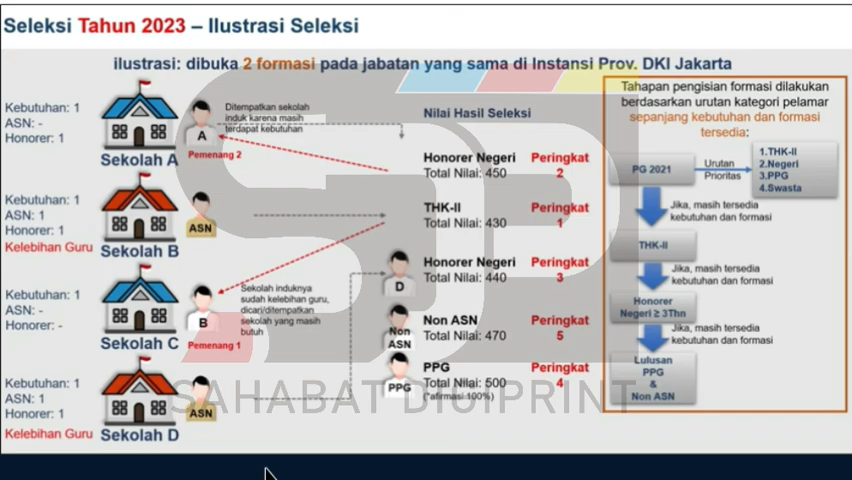 Seleksi Tahun 2023 – Ilustrasi Seleksi
ilustrasi: dibuka 2 formasi pada jabatan yang sama di Instansi Prov. DKI Jakarta
Kebutuhan: 1
ASN: -
Honorer: 1
Sekolah A
A
Pemenang 2
Ditempatkan sekolah
induk karena masih
terdapat kebutuhan
Kebutuhan: 1
ASN: 1
Honorer: 1
Kelebihan Guru
Sekolah B
ASN
Kebutuhan: 1
ASN: -
Honorer: -
Sekolah C
B
Pemenang 1
Sekolah induknya
sudah kelebihan guru,
dicari/ditempatkan
sekolah yang masih
butuh
Kebutuhan: 1
ASN: 1
Honorer: 1
Kelebihan Guru
Sekolah D
ASN
Nilai Hasil Seleksi
Honorer Negeri Peringkat
Total Nilai: 450 2
THK-II Peringkat
Total Nilai: 430 1
D
Honorer Negeri Peringkat
Total Nilai: 440 3
Non
ASN
Non ASN Peringkat
Total Nilai: 470 5
PPG
PPG Peringkat
Total Nilai: 500 4
(*afirmasi 100%)
Tahapan pengisian formasi dilakukan
berdasarkan urutan kategori pelamar
sepanjang kebutuhan dan formasi
tersedia:
PG 2021
Urutan
Prioritas
1.THK-II
2.Negeri
3.PPG
4.Swasta
Jika, masih tersedia
kebutuhan dan formasi
THK-II
Jika, masih tersedia
kebutuhan dan formasi
Honorer
Negeri ≥ 3Thn
Jika, masih tersedia
kebutuhan dan formasi
Lulusan
PPG
&
Non ASN
SAHABAT DIGIPRINT